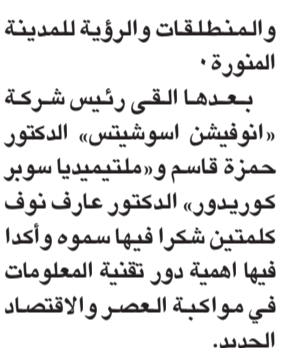 والمنطلقات والرؤية للمدينة
المنورة٠
بعدها القى رئيس شركة
«انوفيشن اسوشيتس» الدكتور
حمزة قاسم و«ملتيميديا سوبر
كوريدور» الدكتور عارف نوف
كلمتين شكرا فيها سموه وأكدا
فيها اهمية دور تقنية المعلومات
في مواكبة العصر والاقتصاد
الجديد.